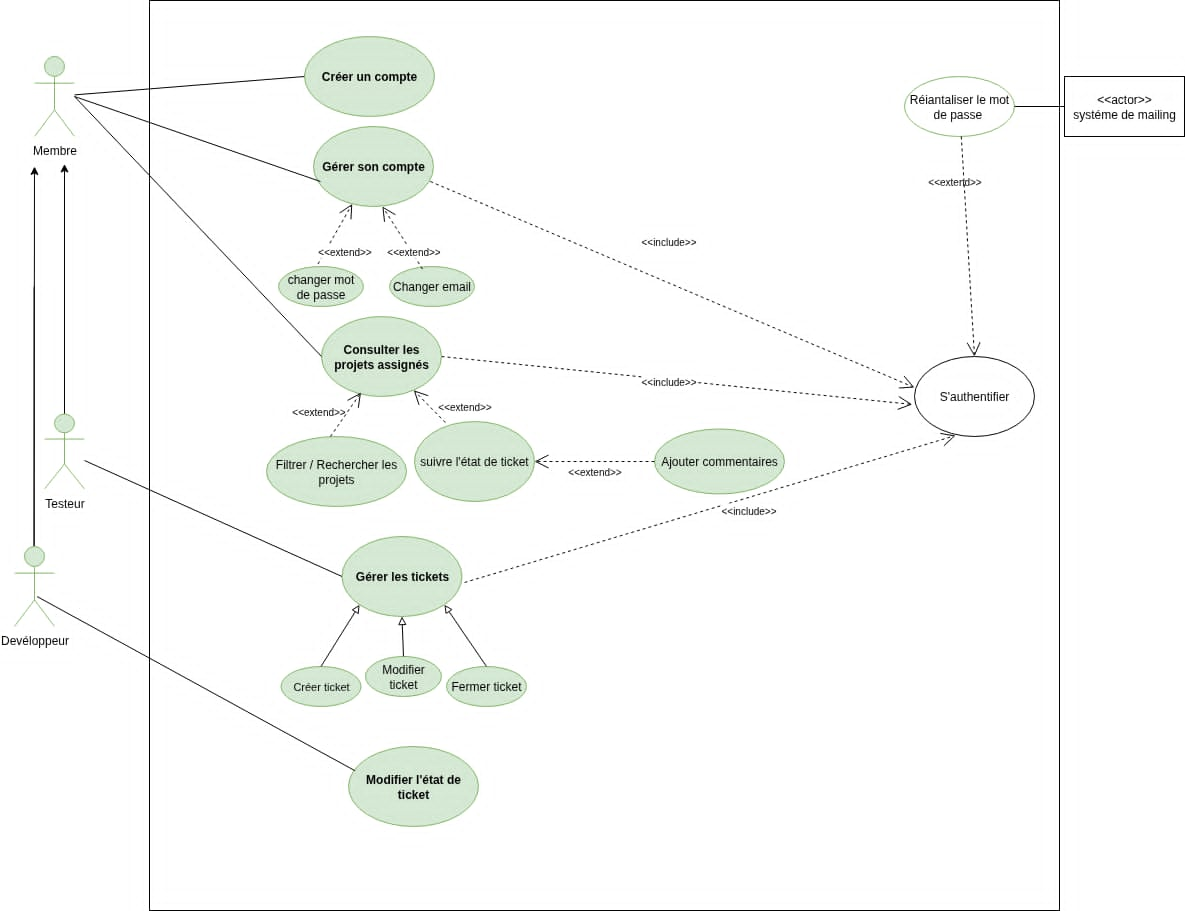 Créer un compte
Réiantaliser le mot
de passe
<<actor>>
systéme de mailing
Membre
Gérer son compte
<<extend>>
<<include>>
<<extend>>
<<extend>>
changer mot
de passe
Changer email
Consulter les
projets assignés
<<include>>
S'authentifier
<<extend>>
<<extend>>
Filtrer / Rechercher les
projets
suivre l'état de ticket
<<extend>>
Ajouter commentaires
Testeur
<<include>>
Gérer les tickets
Devéloppeur
Créer ticket
Modifier
ticket
Fermer ticket
Modifier l'état de
ticket